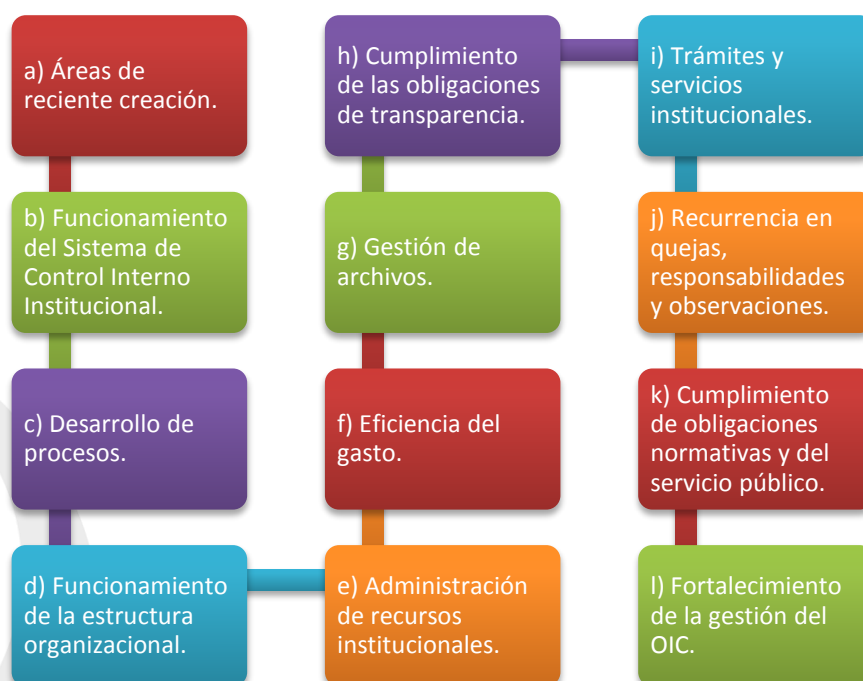 a) Áreas de
reciente creación.
b) Funcionamiento
del Sistema de
Control Interno
Institucional.
c) Desarrollo de
procesos.
d) Funcionamiento
de la estructura
organizacional.
e) Administración
de recursos
institucionales.
f) Eficiencia del
gasto.
g) Gestión de
archivos.
h) Cumplimiento
de las obligaciones
de transparencia.
i) Trámites y
servicios
institucionales.
j) Recurrencia en
quejas,
responsabilidades
y observaciones.
k) Cumplimiento
de obligaciones
normativas y del
servicio público.
l) Fortalecimiento
de la gestión del
OIC.